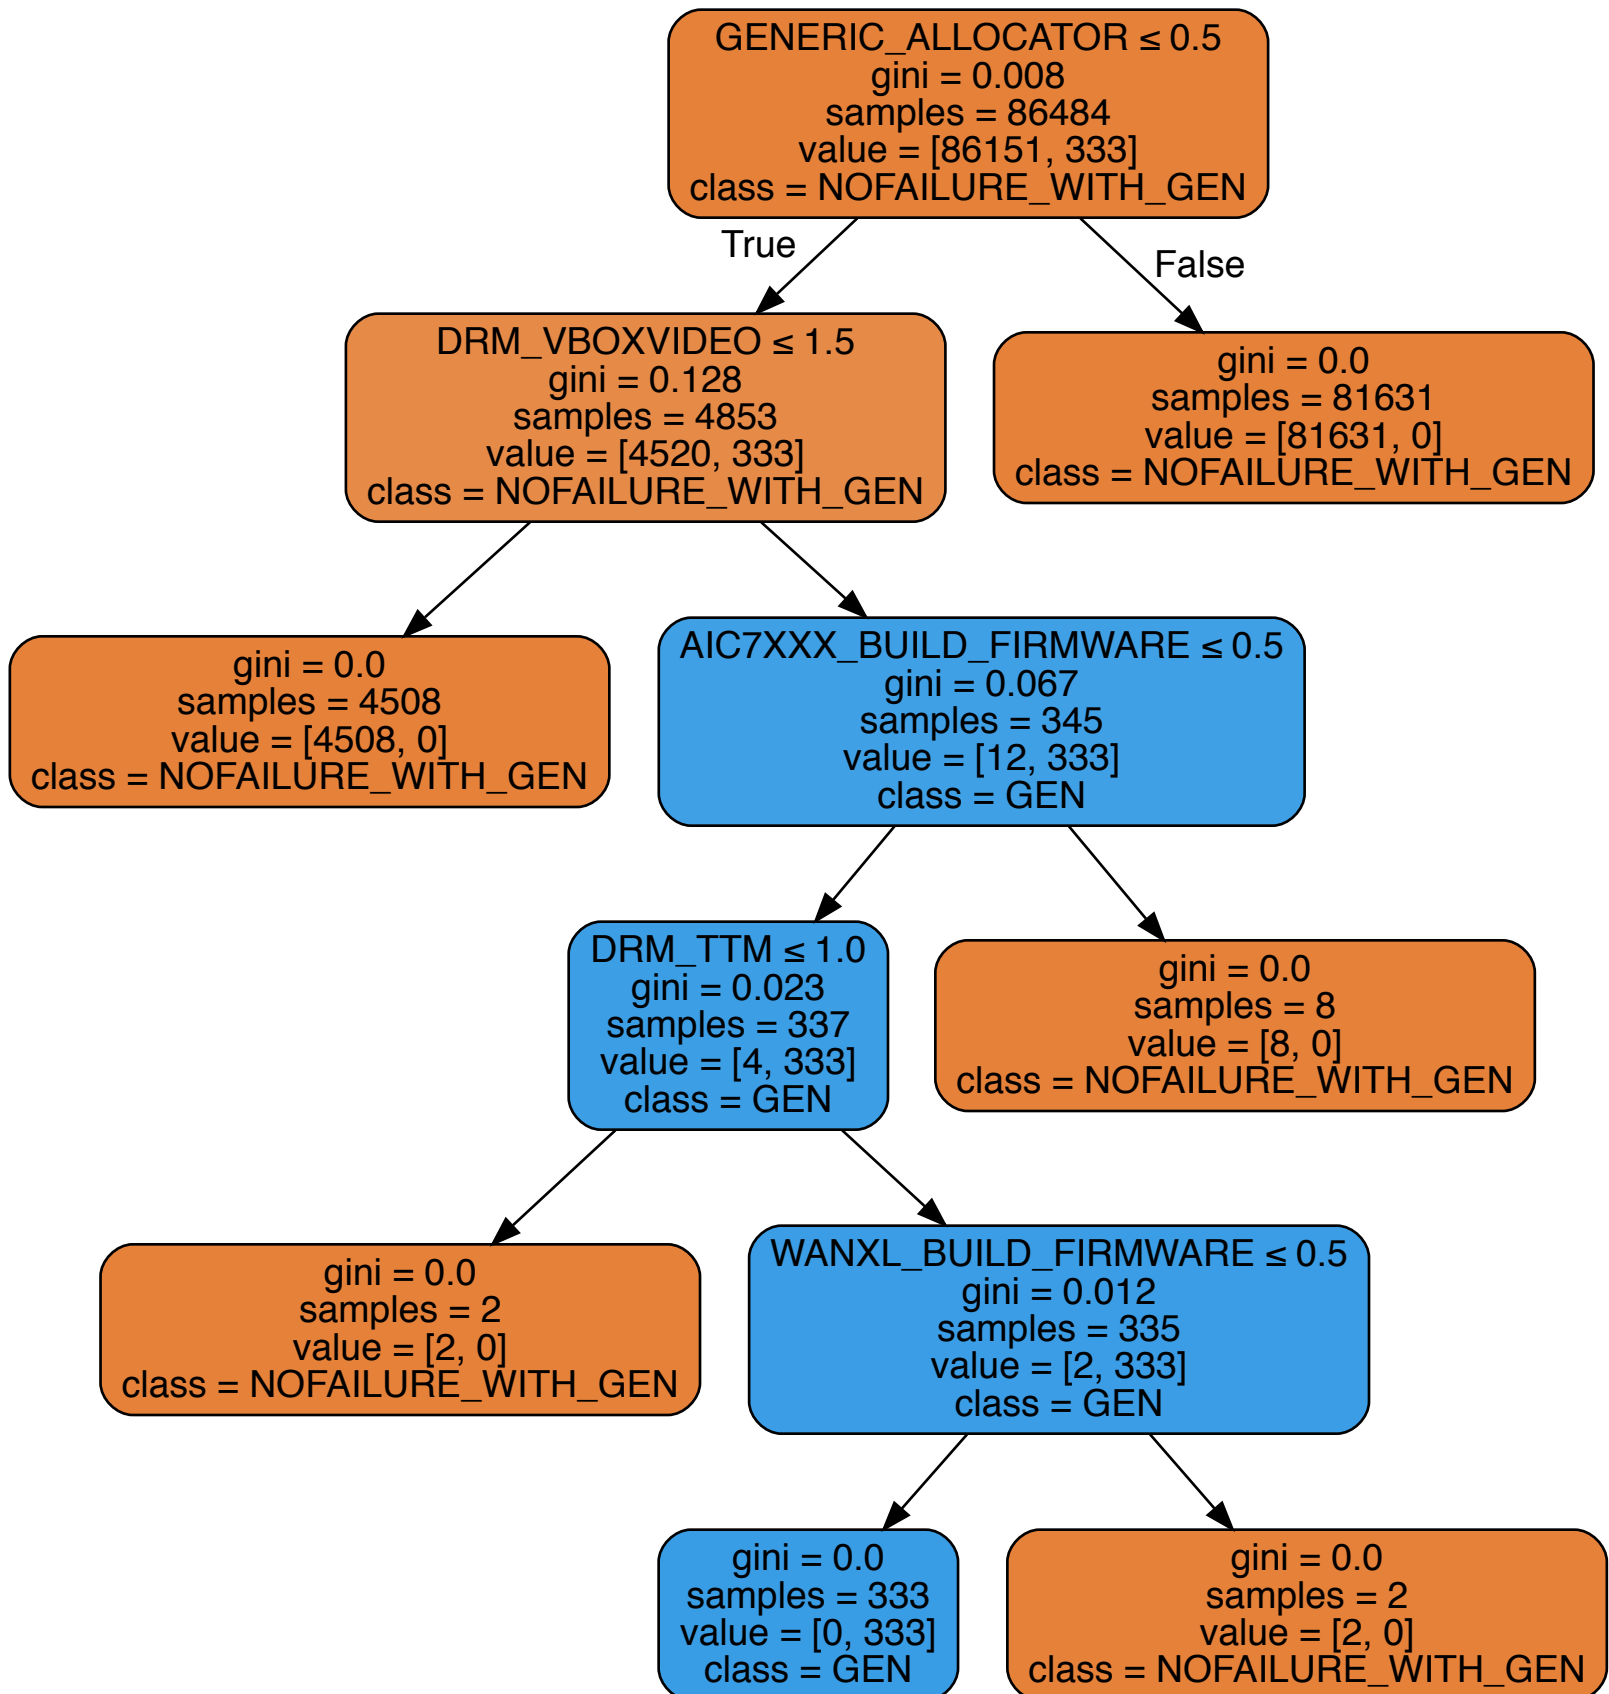 GENERIC_ALLOCATOR ≤ 0.5
gini = 0.008
samples = 86484
value = [86151, 333]
class = NOFAILURE_WITH_GEN
True
False
DRM_VBOXVIDEO ≤ 1.5
gini = 0.128
samples = 4853
value = [4520, 333]
class = NOFAILURE_WITH_GEN
gini = 0.0
samples = 81631
value = [81631, 0]
class = NOFAILURE_WITH_GEN
gini = 0.0
samples = 4508
value = [4508, 0]
class = NOFAILURE_WITH_GEN
AIC7XXX_BUILD_FIRMWARE ≤ 0.5
gini = 0.067
samples = 345
value = [12, 333]
class = GEN
DRM_TTM ≤ 1.0
gini = 0.023
samples = 337
value = [4, 333]
class = GEN
gini = 0.0
samples = 8
value = [8, 0]
class = NOFAILURE_WITH_GEN
gini = 0.0
samples = 2
value = [2, 0]
class = NOFAILURE_WITH_GEN
WANXL_BUILD_FIRMWARE ≤ 0.5
gini = 0.012
samples = 335
value = [2, 333]
class = GEN
gini = 0.0
samples = 333
value = [0, 333]
class = GEN
gini = 0.0
samples = 2
value = [2, 0]
class = NOFAILURE_WITH_GEN